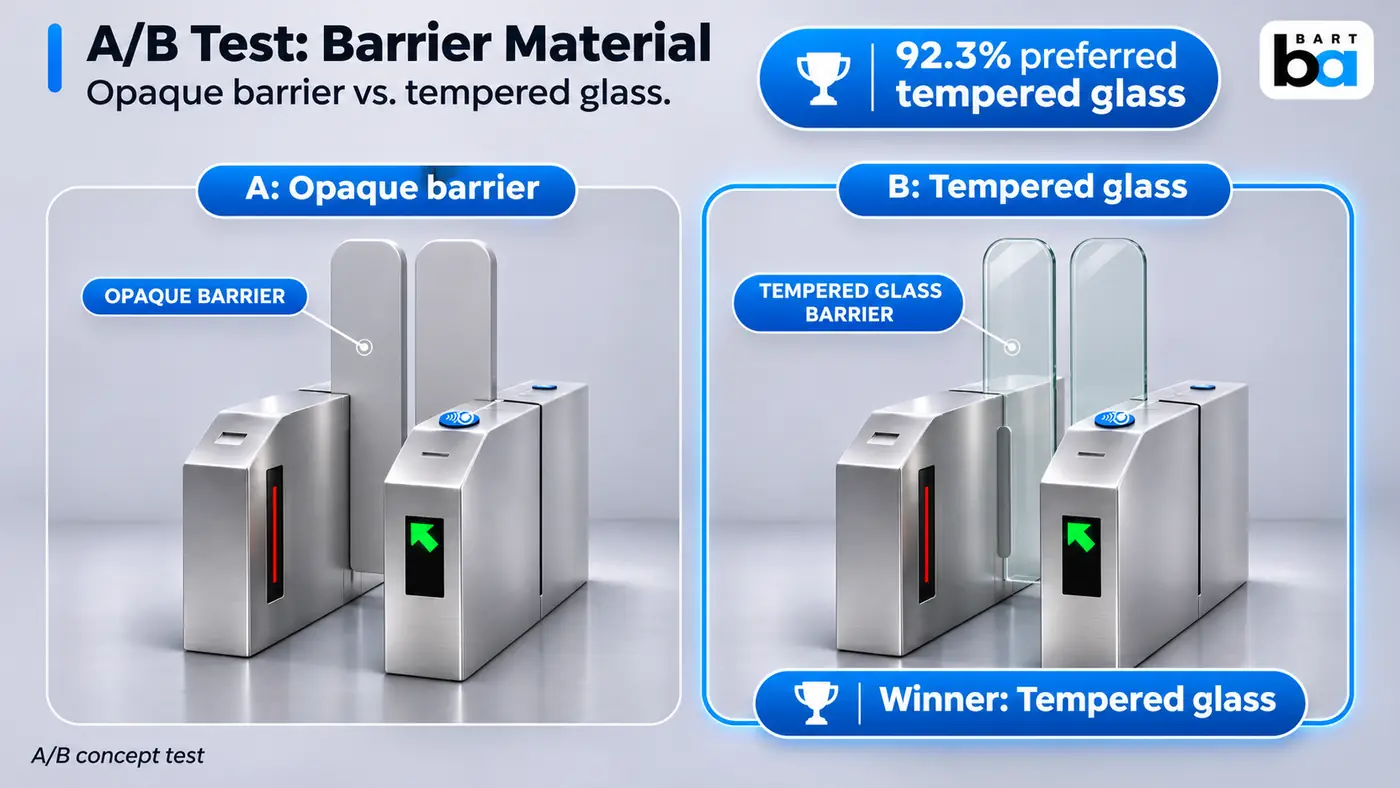 A/B Test: Barrier Material
Opaque barrier vs. tempered glass.
92.3% preferred
tempered glass
BART
ba
A: Opaque barrier
B: Tempered glass
OPAQUE BARRIER
TEMPERED GLASS
BARRIER
Winner: Tempered glass
A/B concept test